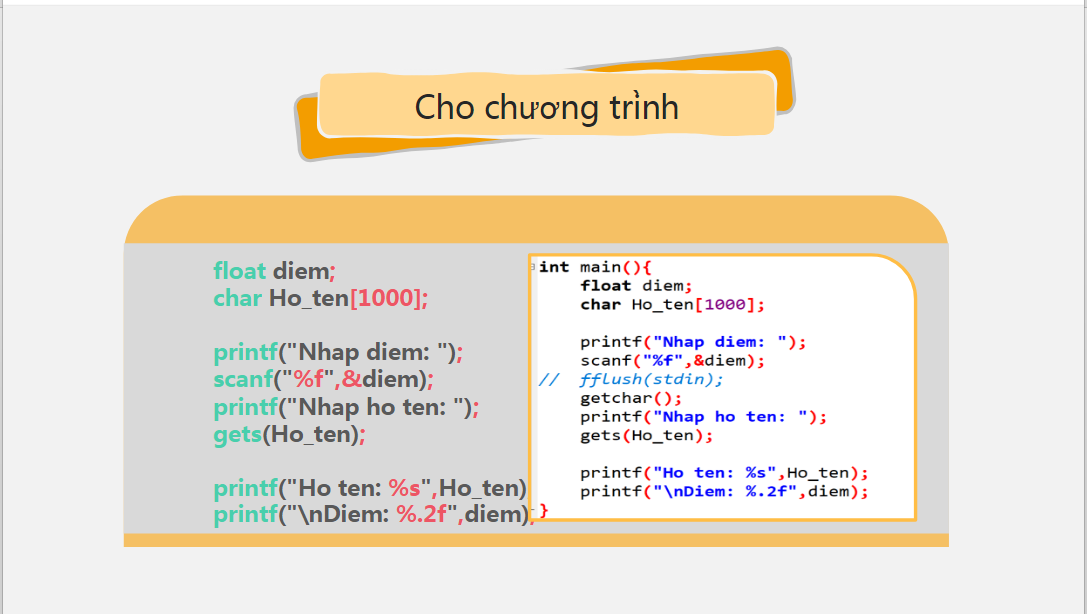 Cho chương trình
float diem;
char Ho_ten[1000];
printf("Nhap diem: ");
scanf("%f",&diem);
printf("Nhap ho ten: ");
gets(Ho_ten);
printf("Ho ten: %s",Ho_ten)
printf("\nDiem: %.2f",diem);
int main(){
float diem;
char Ho_ten[1000];
printf("Nhap diem: ");
scanf("%f",&diem);
// fflush(stdin);
getchar();
printf("Nhap ho ten: ");
gets(Ho_ten);
printf("Ho ten: %s",Ho_ten);
printf("\nDiem: %.2f",diem);
}